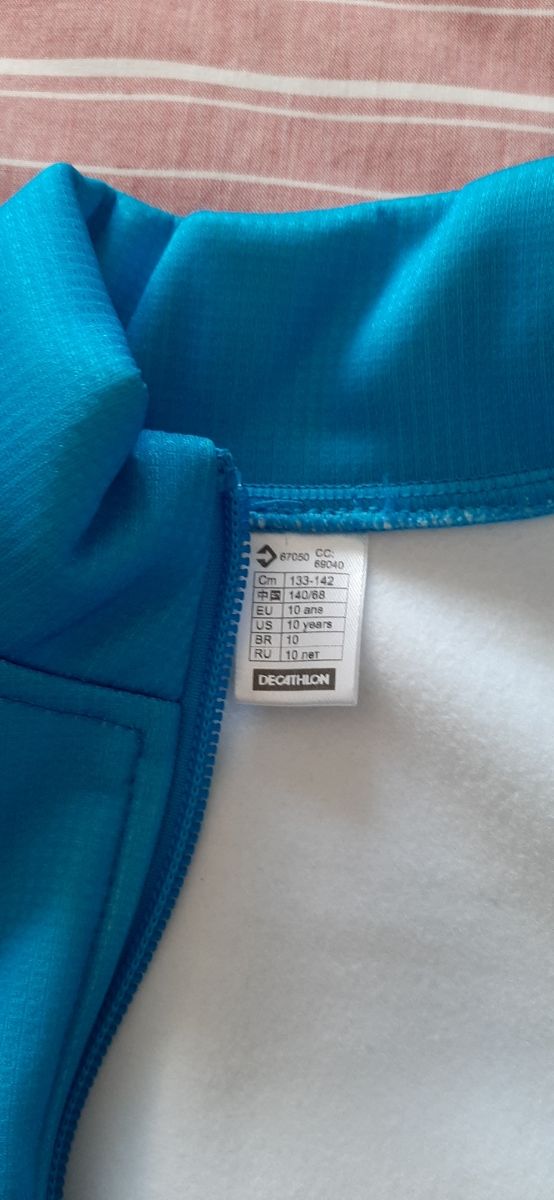 67050 CC: 69040
Cm 133-142
中国 140/68
EU 10 ans
US 10 years
BR 10
RU 10 лет
DECATHLON